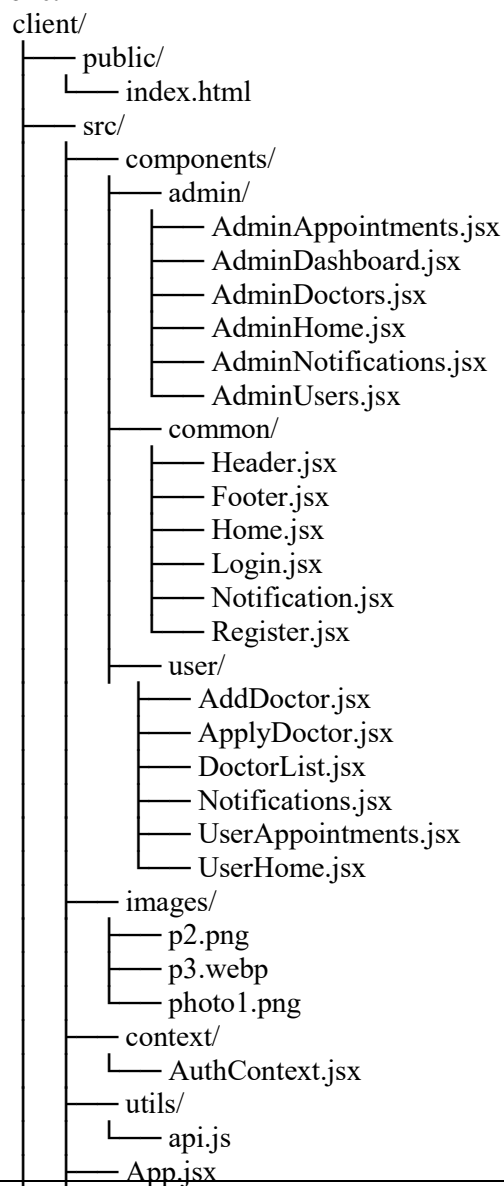 client/
public/
index.html
src/
components/
admin/
AdminAppointments.jsx
AdminDashboard.jsx
AdminDoctors.jsx
AdminHome.jsx
AdminNotifications.jsx
AdminUsers.jsx
common/
Header.jsx
Footer.jsx
Home.jsx
Login.jsx
Notification.jsx
Register.jsx
user/
AddDoctor.jsx
ApplyDoctor.jsx
DoctorList.jsx
Notifications.jsx
UserAppointments.jsx
UserHome.jsx
images/
p2.png
p3.webp
photo1.png
context/
AuthContext.jsx
utils/
api.js
App.jsx